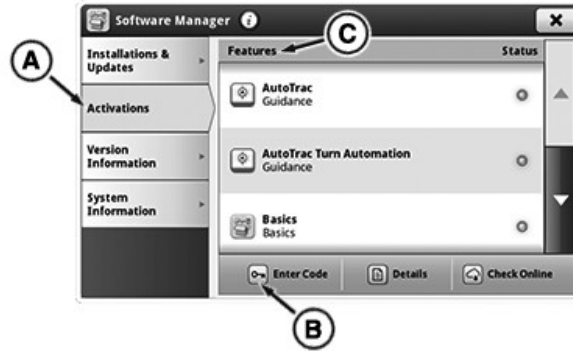 Software Manager i
C
A
Installations &
Updates
Activations
Version
Information
System
Information
Features Status
AutoTrac
Guidance
AutoTrac Turn Automation
Guidance
Basics
Basics
Enter Code Details Check Online
B